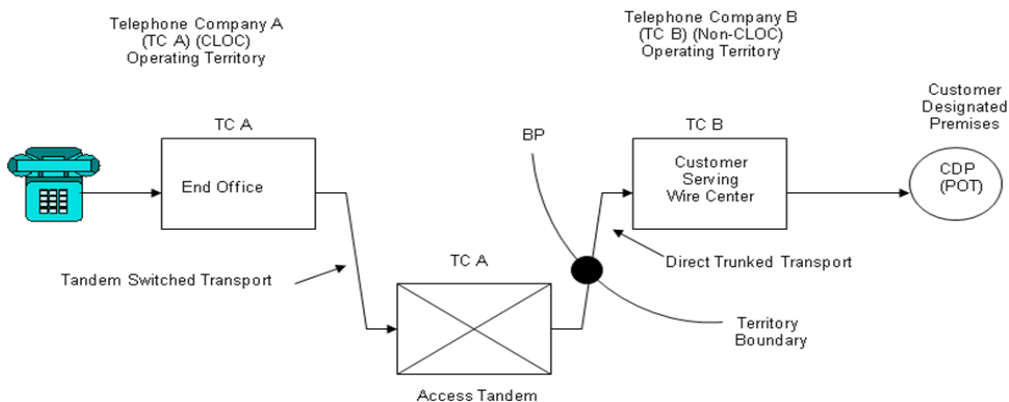 Telephone Company A
(TC A) (CLOC)
Operating Territory
Telephone Company B
(TC B) (Non-CLOC)
Operating Territory
Customer
Designated
Premises
TC A
End Office
BP
TC B
Customer
Serving
Wire Center
CDP
(POT)
Tandem Switched Transport
TC A
Direct Trunked Transport
Territory
Boundary
Access Tandem